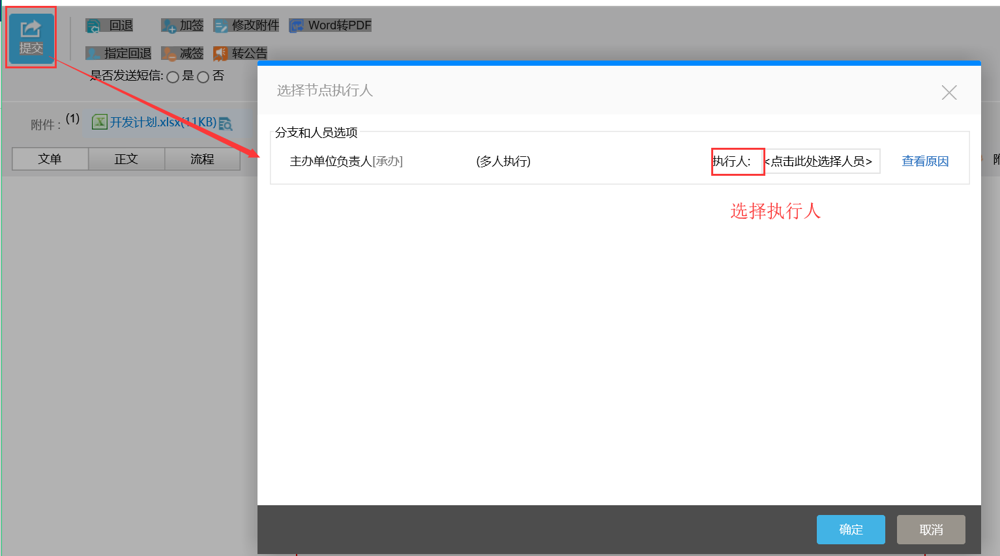 提交
回退 加签 修改附件 Word转PDF
指定回退 减签 转公告
是否发送短信: 是 否
附件 : (1) 开发计划.xlsx(11KB)
文单 正文 流程
选择节点执行人
分支和人员选项
主办单位负责人[承办] (多人执行) 执行人: <点击此处选择人员> 查看原因
选择执行人
确定 取消